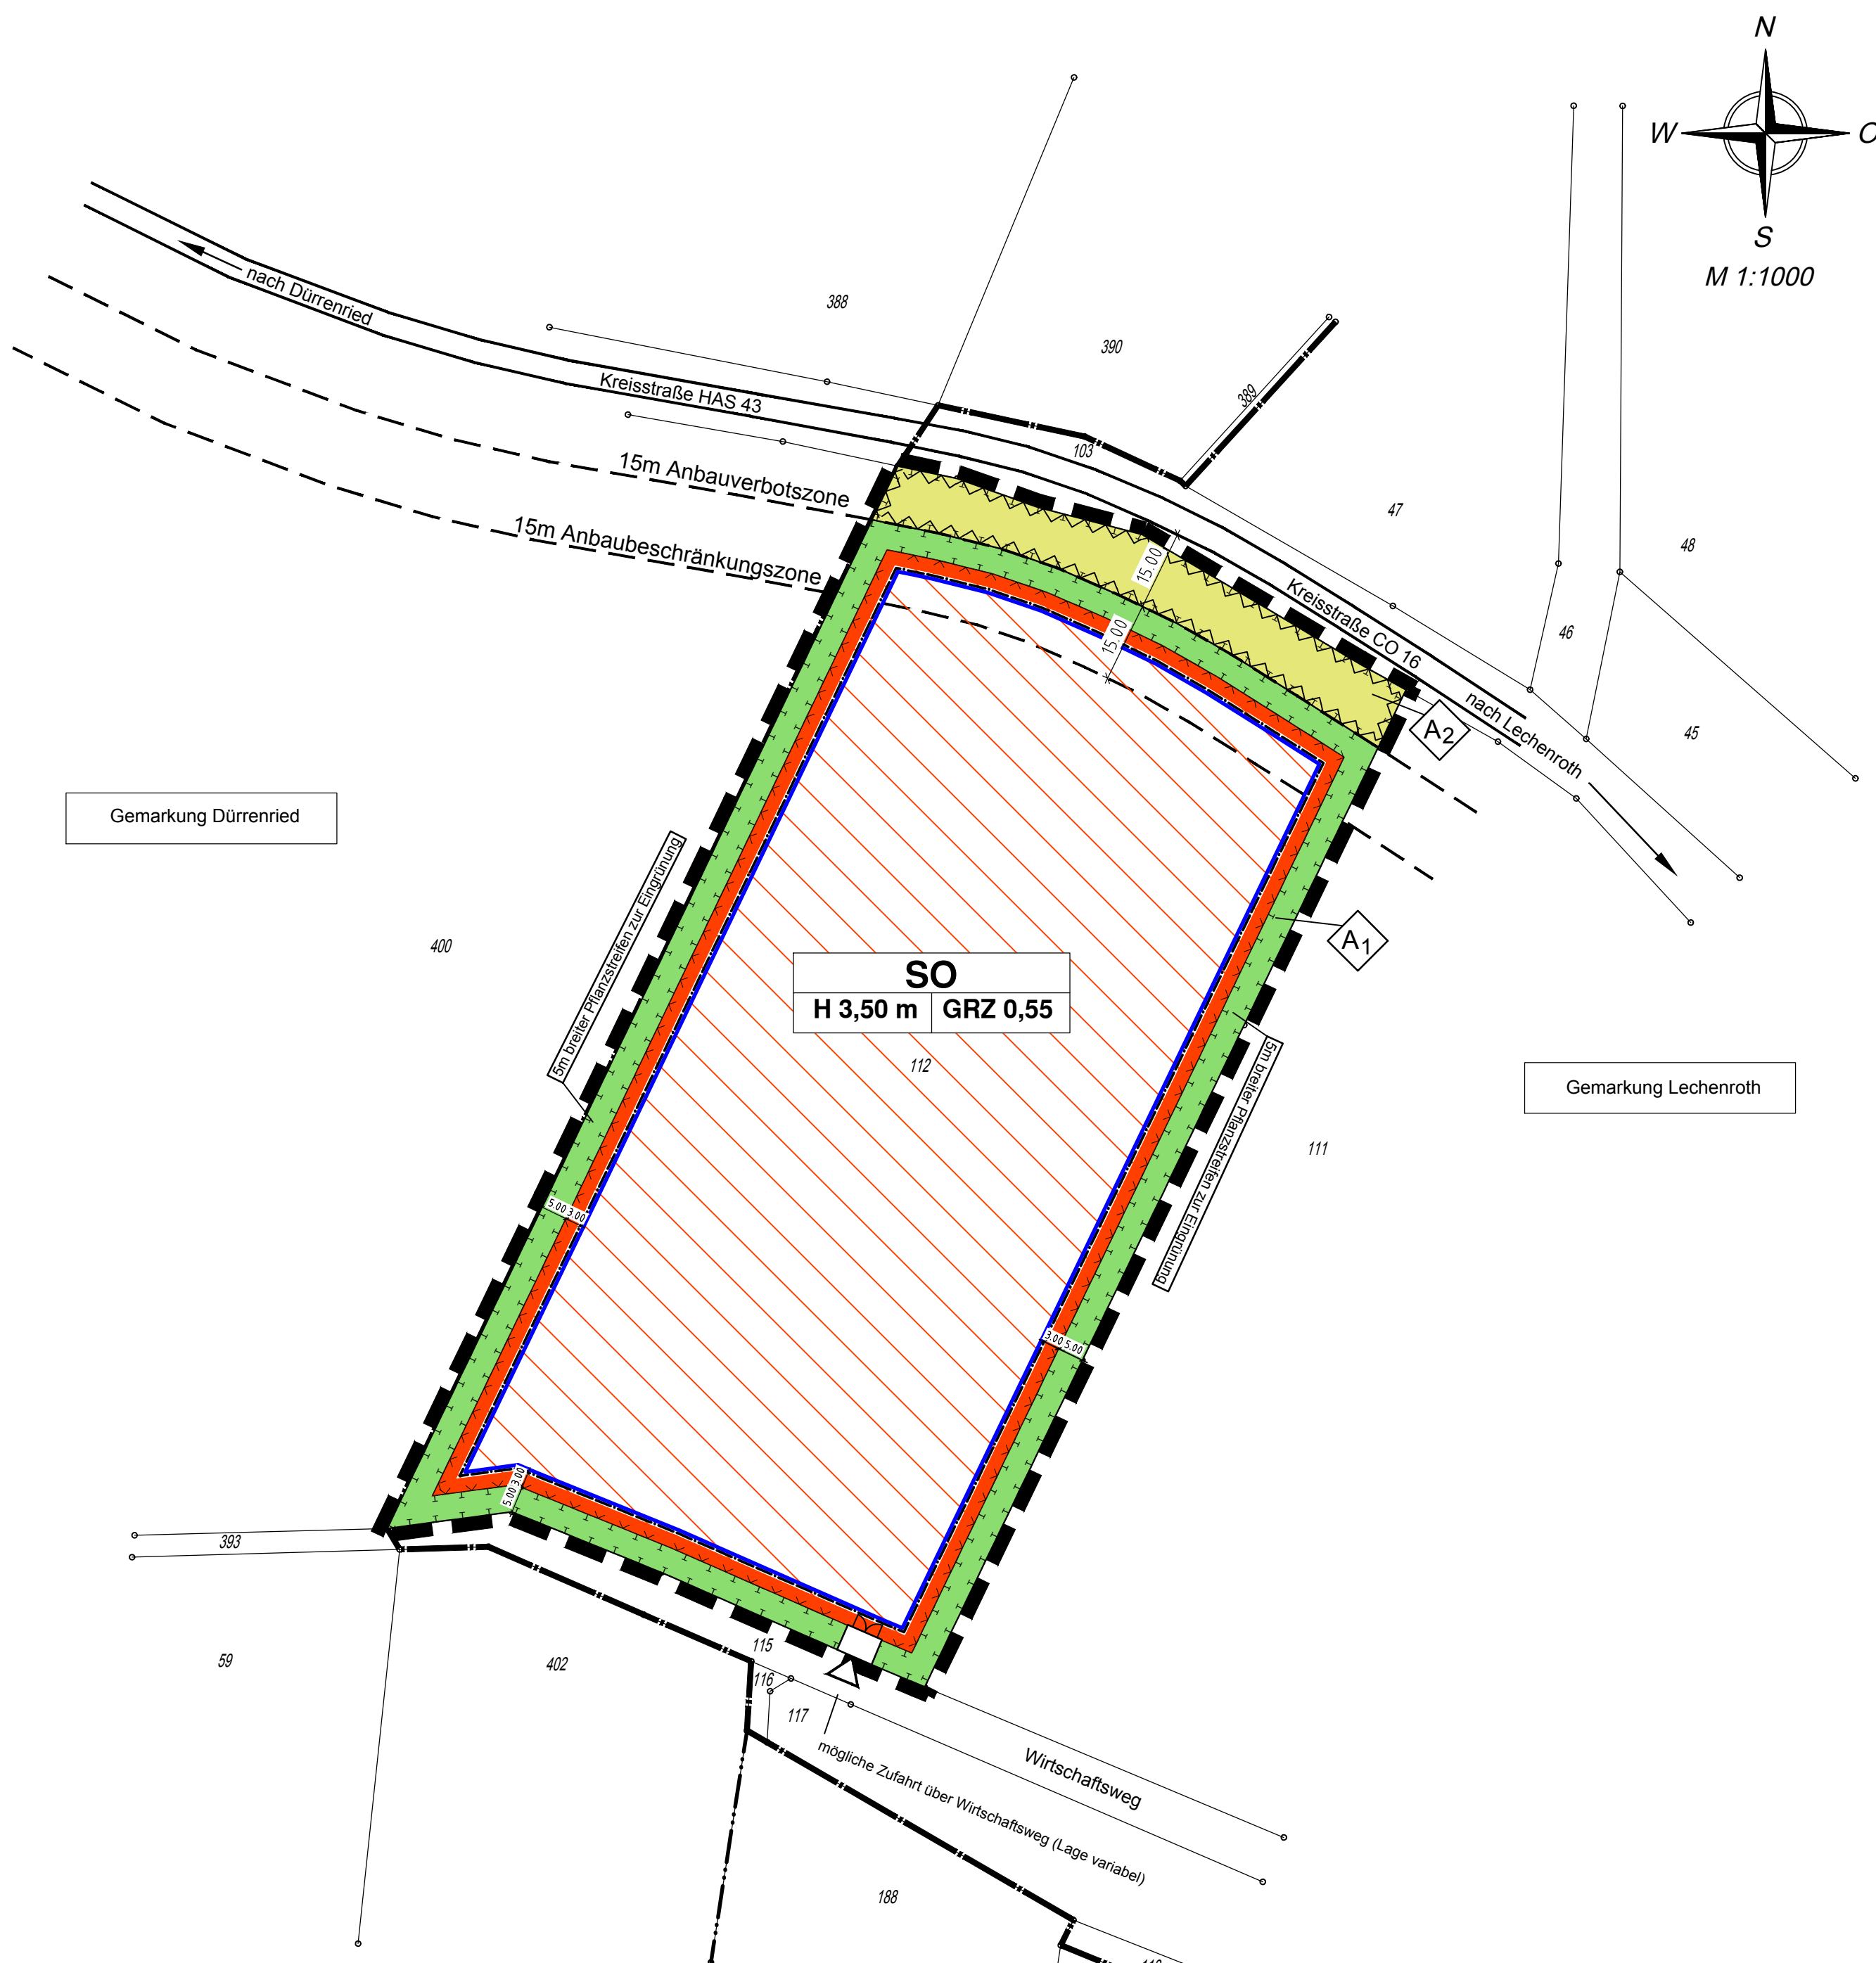 N
W
O
S
M 1:1000
nach Dürrenried
388
390
389
Kreisstraße HAS 43
103
47
48
15m Anbauverbotszone
15m Anbaubeschränkungszone
15.00
15.00
Kreisstraße CO 16
46
nach Lechenroth
45
A2
Gemarkung Dürrenried
5m breiter Pflanzstreifen zur Eingrünung
400
A1
SO
H 3,50 m
GRZ 0,55
112
5m breiter Pflanzstreifen zur Eingrünung
Gemarkung Lechenroth
111
5.00 3.00
3.00 5.00
5.00 3.00
393
59
402
115
116
117
mögliche Zufahrt über Wirtschaftsweg (Lage variabel)
Wirtschaftsweg
188